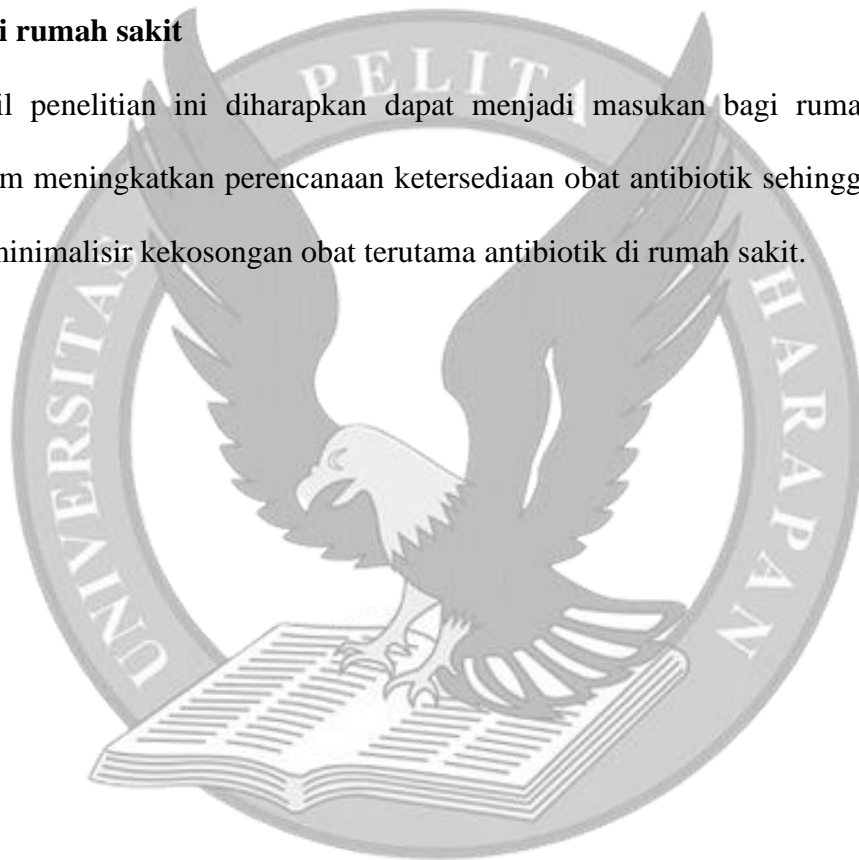 i rumah sakit
il penelitian ini diharapkan dapat menjadi masukan bagi ruma
m meningkatkan perencanaan ketersediaan obat antibiotik sehingg
minimalisir kekosongan obat terutama antibiotik di rumah sakit.
UNIVERSITAS PELITA HARAPAN